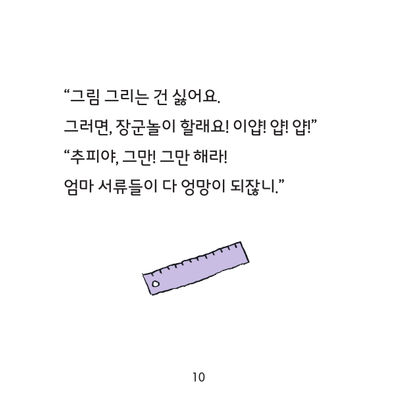 “그림 그리는 건 싫어요.
그러면, 장군놀이 할래요! 이얍! 얍! 얍!”
“추피야, 그만! 그만 해라!
엄마 서류들이 다 엉망이 되잖니.”
10